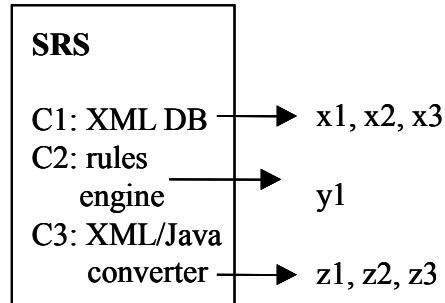 SRS
C1: XML DB
x1, x2, x3
C2: rules
engine
y1
C3: XML/Java
converter
z1, z2, z3